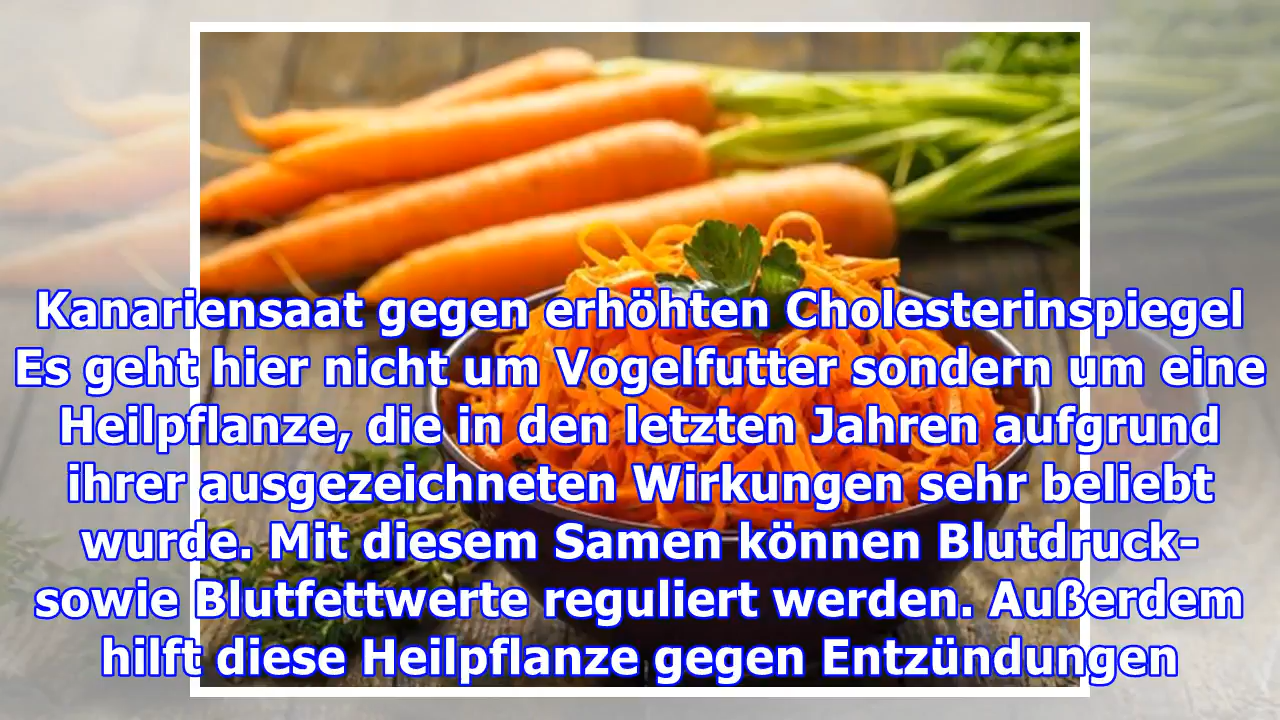 Kanariensaat gegen erhöhten Cholesterinspiegel
Es geht hier nicht um Vogelfutter sondern um eine
Heilpflanze, die in den letzten Jahren aufgrund
ihrer ausgezeichneten Wirkungen sehr beliebt
wurde. Mit diesem Samen können Blutdruck-
sowie Blutfettwerte reguliert werden. Außerdem
hilft diese Heilpflanze gegen Entzündungen